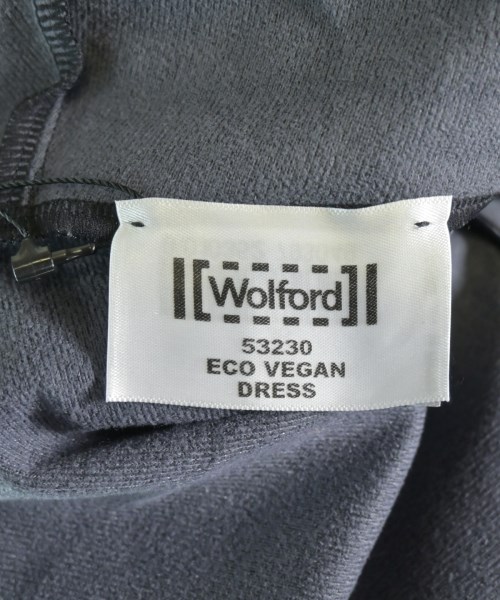 Wolford
53230
ECO VEGAN
DRESS